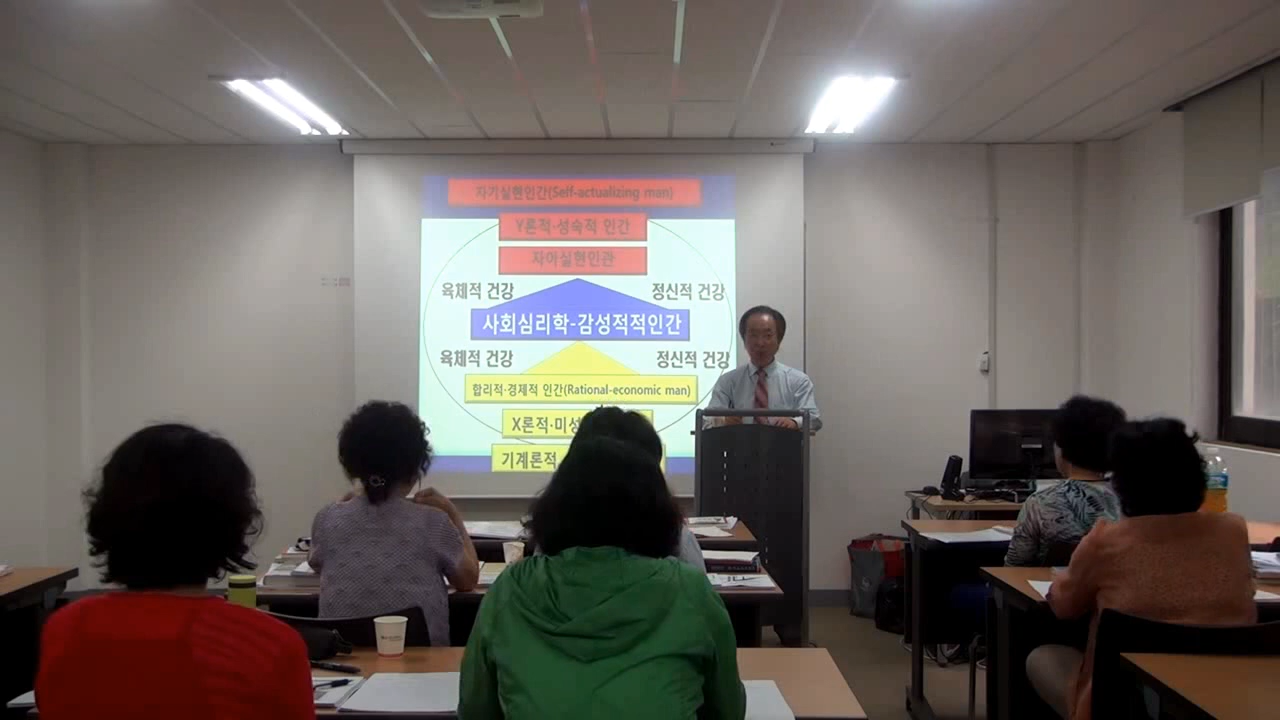 자기실현인간(Self-actualizing man)
Y론적·성숙적 인간
자아실현인관
육체적 건강 정신적 건강
사회심리학-감성적적인간
육체적 건강 정신적 건강
합리적·경제적 인간(Rational-economic man)
X론적·미성
기계론적